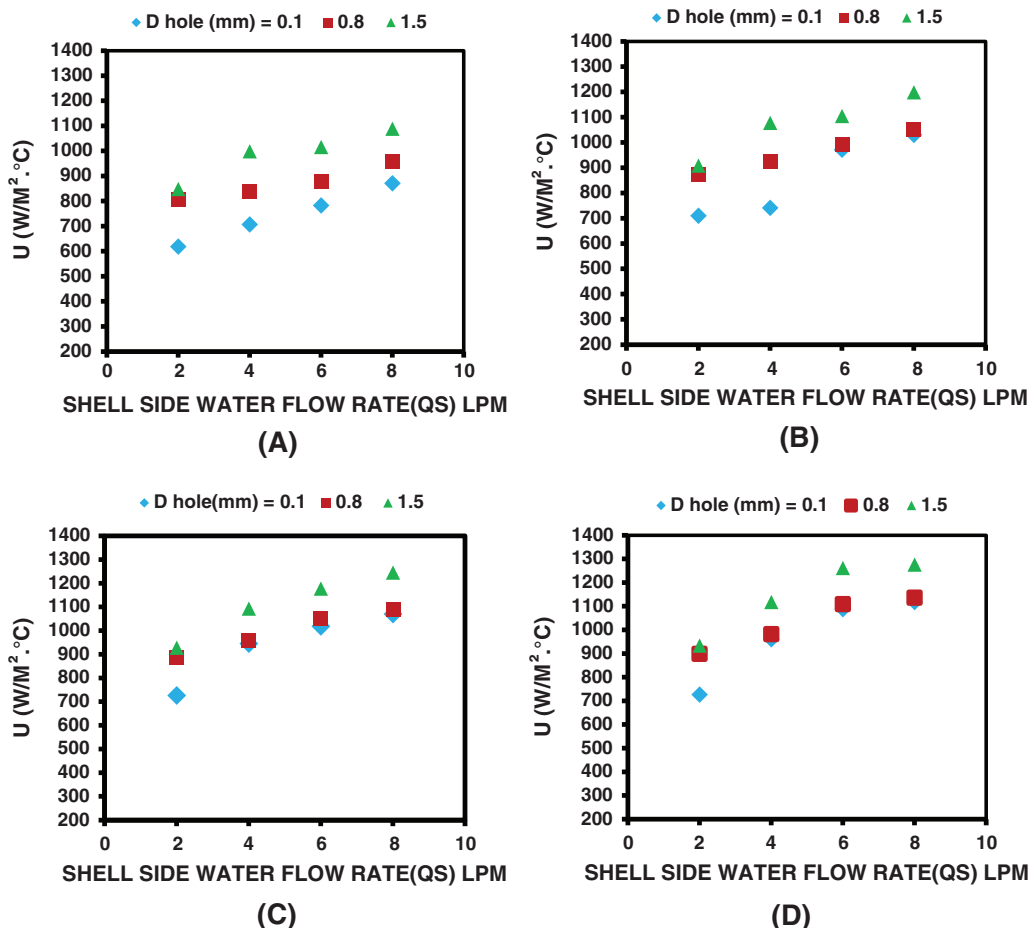 D hole (mm) = 0.1 0.8 1.5
1400
1300
1200
1100
1000
900
800
700
600
500
400
300
200
U (W/M².°C)
0 2 4 6 8 10
SHELL SIDE WATER FLOW RATE(QS) LPM
(A)
D hole (mm) = 0.1 0.8 1.5
1400
1300
1200
1100
1000
900
800
700
600
500
400
300
200
U (W/M².°C)
0 2 4 6 8 10
SHELL SIDE WATER FLOW RATE(QS) LPM
(B)
D hole(mm) = 0.1 0.8 1.5
1400
1300
1200
1100
1000
900
800
700
600
500
400
300
200
U (W/M².°C)
0 2 4 6 8 10
SHELL SIDE WATER FLOW RATE(QS) LPM
(C)
D hole (mm) = 0.1 0.8 1.5
1400
1300
1200
1100
1000
900
800
700
600
500
400
300
200
U (W/M².°C)
0 2 4 6 8 10
SHELL SIDE WATER FLOW RATE(QS) LPM
(D)